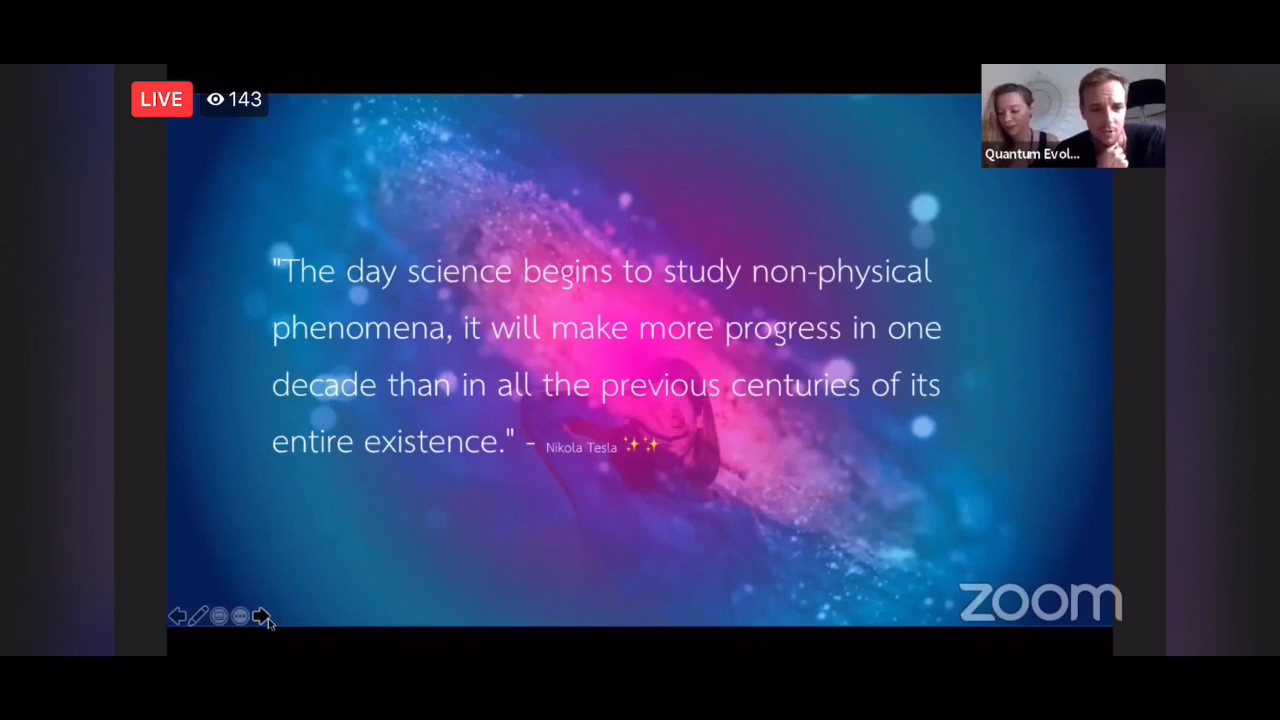 LIVE
143
Quantum Evol...
"The day science begins to study non-physical
phenomena, it will make more progress in one
decade than in all the previous centuries of its
entire existence." - Nikola Tesla ✨✨
zoom